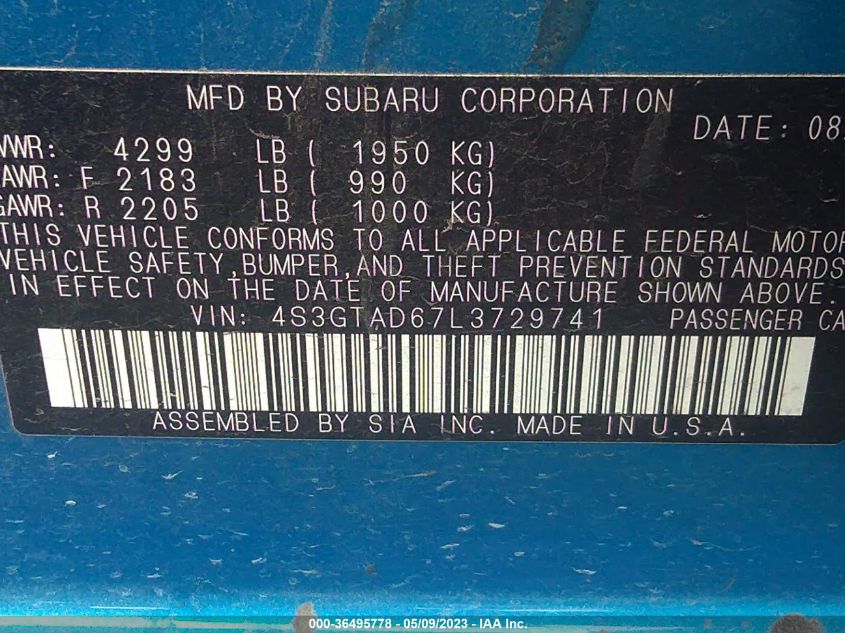 MFD BY SUBARU CORPORATION
DATE: 08
VWR: 4299 LB ( 1950 KG)
AWR: F 2183 LB ( 990 KG)
GAWR: R 2205 LB ( 1000 KG)
THIS VEHICLE CONFORMS TO ALL APPLICABLE FEDERAL MOTOR
VEHICLE SAFETY, BUMPER, AND THEFT PREVENTION STANDARDS
IN EFFECT ON THE DATE OF MANUFACTURE SHOWN ABOVE.
VIN: 4S3GTAD67L3729741 PASSENGER CA
ASSEMBLED BY SIA INC. MADE IN U.S.A.
000-36495778 - 05/09/2023 - IAA Inc.